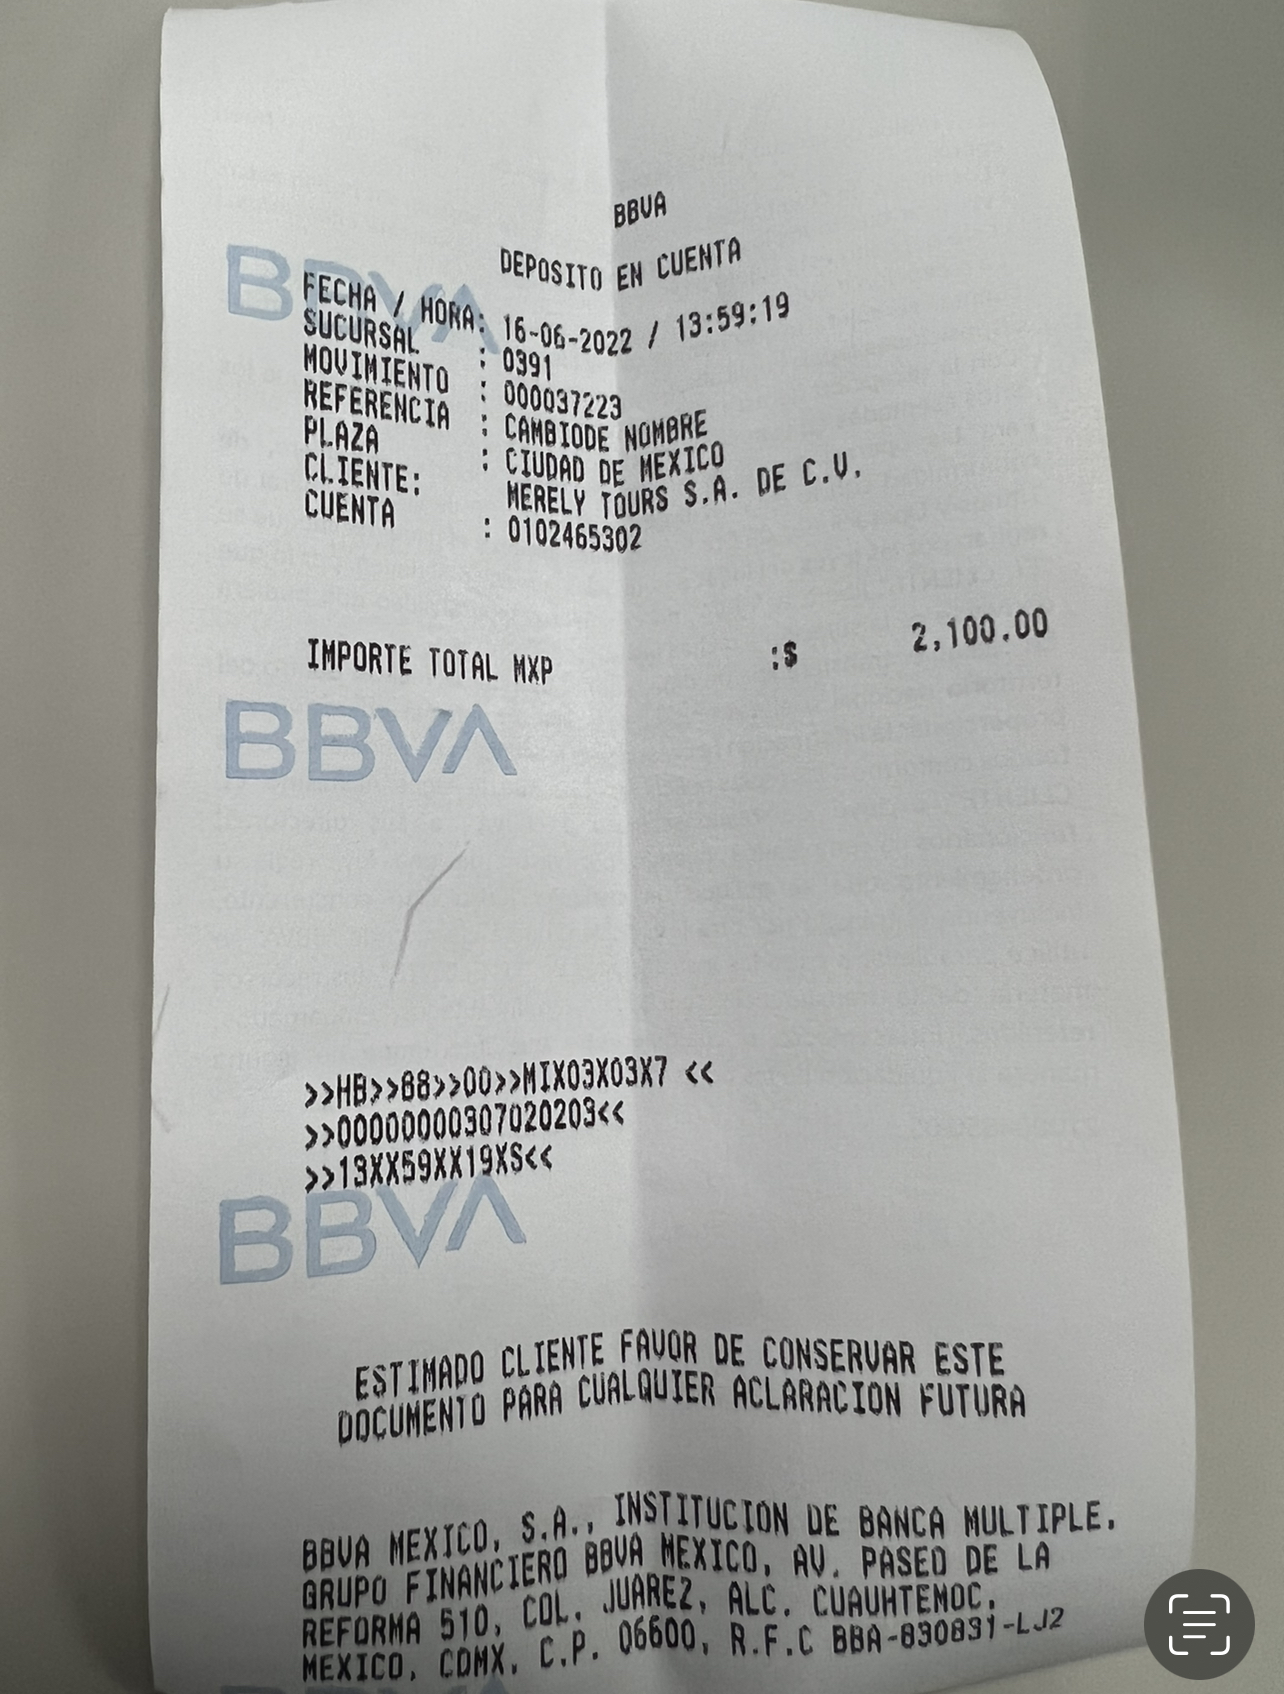 BBVA
DEPOSITO EN CUENTA
BBVA
FECHA / HORA: 16-06-2022 / 13:59:19
SUCURSAL : 0391
MOVIMIENTO : 000037223
REFERENCIA : CAMBIODE NOMBRE
PLAZA : CIUDAD DE MEXICO
CLIENTE: MERELY TOURS S.A. DE C.V.
CUENTA : 0102465302
IMPORTE TOTAL MXP :$ 2,100.00
BBVA
>>HB>>88>>00>>MIX03X03X7 <<
>>00000000307020203<<
>>13XX59XX19XS<<
BBVA
ESTIMADO CLIENTE FAVOR DE CONSERVAR ESTE
DOCUMENTO PARA CUALQUIER ACLARACION FUTURA
BBVA MEXICO, S.A., INSTITUCION DE BANCA MULTIPLE,
GRUPO FINANCIERO BBVA MEXICO, AV. PASEO DE LA
REFORMA 510, COL. JUAREZ, ALC. CUAUHTEMOC,
MEXICO, CDMX, C.P. 06600, R.F.C BBA-830831-LJ2